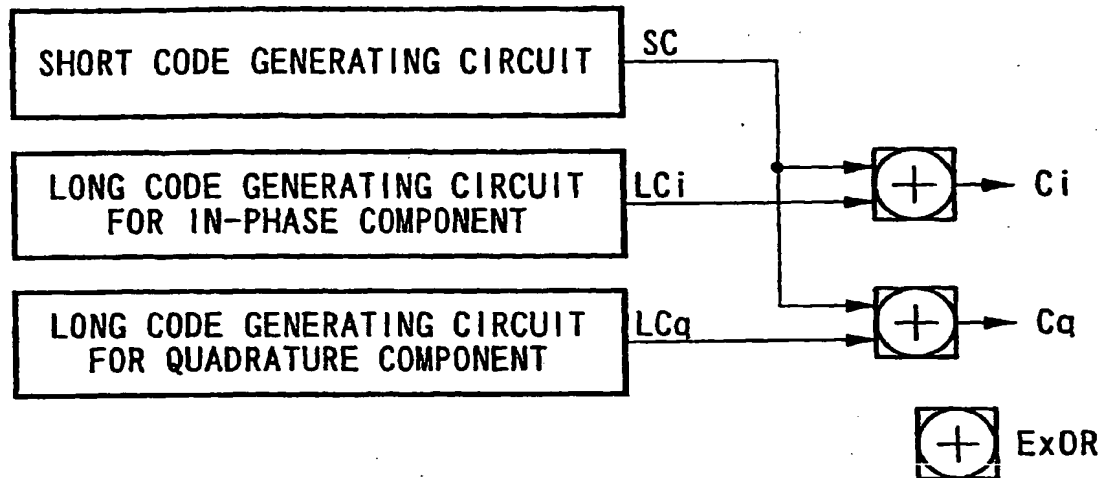 SHORT CODE GENERATING CIRCUIT
SC
LONG CODE GENERATING CIRCUIT
FOR IN-PHASE COMPONENT
LCi
Ci
LONG CODE GENERATING CIRCUIT
FOR QUADRATURE COMPONENT
LCq
Cq
ExOR